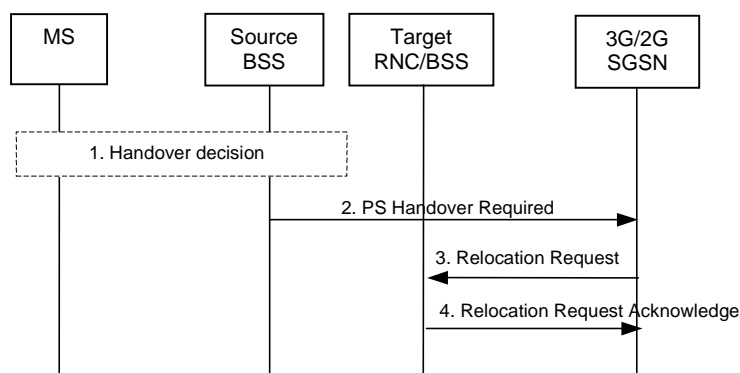 MS
Source
BSS
Target
RNC/BSS
3G/2G
SGSN
1. Handover decision
2. PS Handover Required
3. Relocation Request
4. Relocation Request Acknowledge